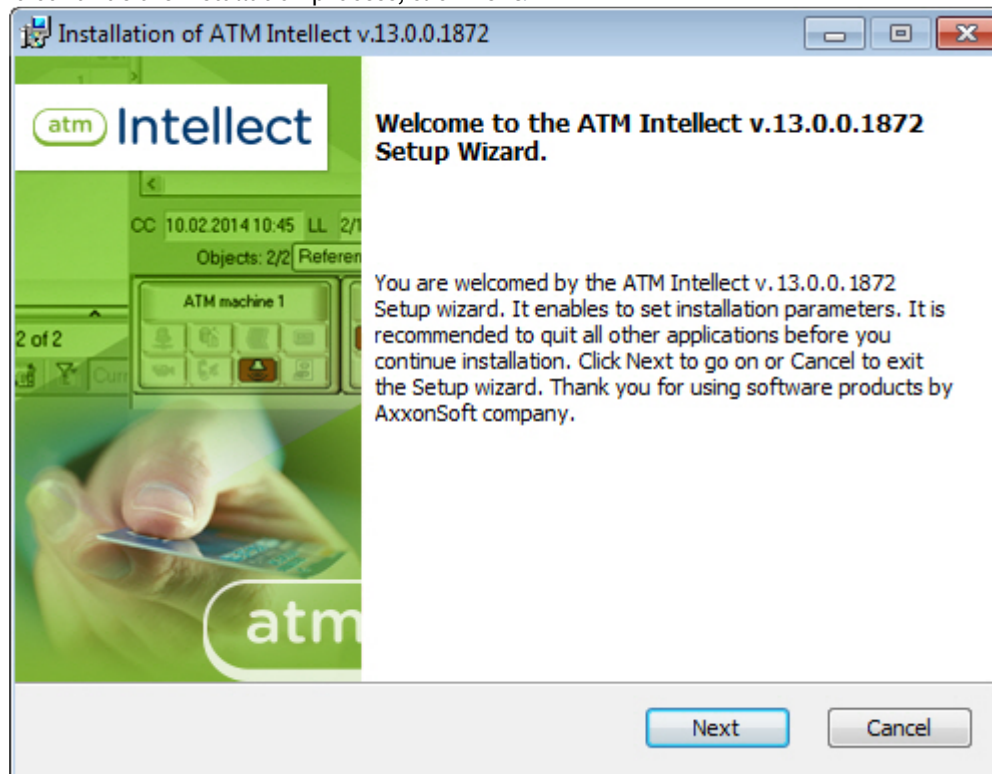 Installation of ATM Intellect v.13.0.0.1872
atm Intellect
Welcome to the ATM Intellect v.13.0.0.1872
Setup Wizard.
CC 10.02.2014 10:45 LL
Objects: 2/2
ATM machine 1
2 of 2
You are welcomed by the ATM Intellect v. 13.0.0.1872
Setup wizard. It enables to set installation parameters. It is
recommended to quit all other applications before you
continue installation. Click Next to go on or Cancel to exit
the Setup wizard. Thank you for using software products by
AxxonSoft company.
atm
Next Cancel